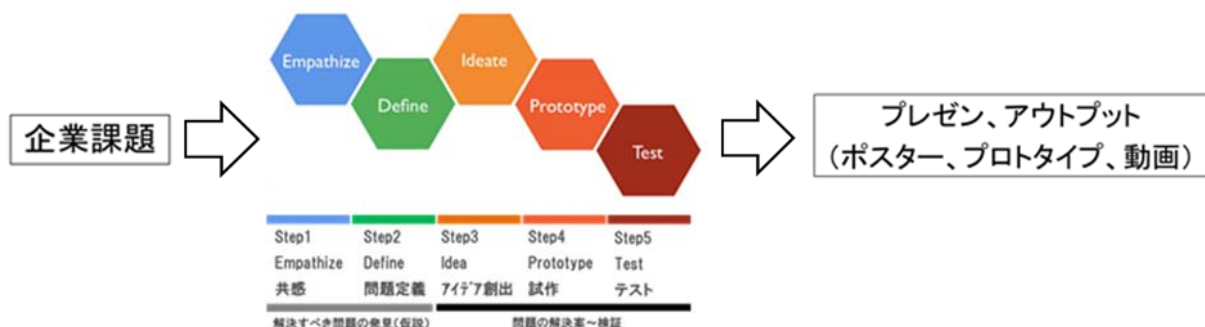 企業課題
Empathize
Define
Ideate
Prototype
Test
プレゼン、アウトプット
（ポスター、プロトタイプ、動画）
Step1 Step2 Step3 Step4 Step5
Empathize Define Idea Prototype Test
共感 問題定義 ｱｲﾃﾞｱ創出 試作 テスト
解決すべき問題の発見(仮説) 問題の解決案～検証